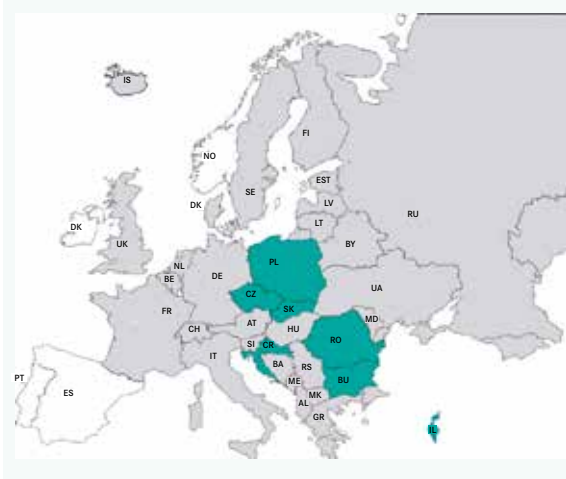 IS
FI
NO
EST
SE
DK
LV
RU
LT
DK
UK
BY
PL
NL
DE
BE
CZ
UA
SK
FR
MD
AT
HU
CH
RO
SI
CR
IT
BA
RS
BU
ME
PT
ES
MK
AL
GR
IL